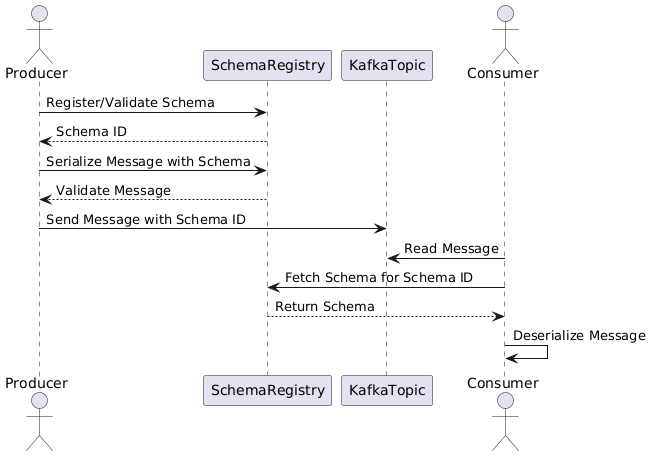 Producer
SchemaRegistry
KafkaTopic
Consumer
Register/Validate Schema
Schema ID
Serialize Message with Schema
Validate Message
Send Message with Schema ID
Read Message
Fetch Schema for Schema ID
Return Schema
Deserialize Message
Producer
SchemaRegistry
KafkaTopic
Consumer